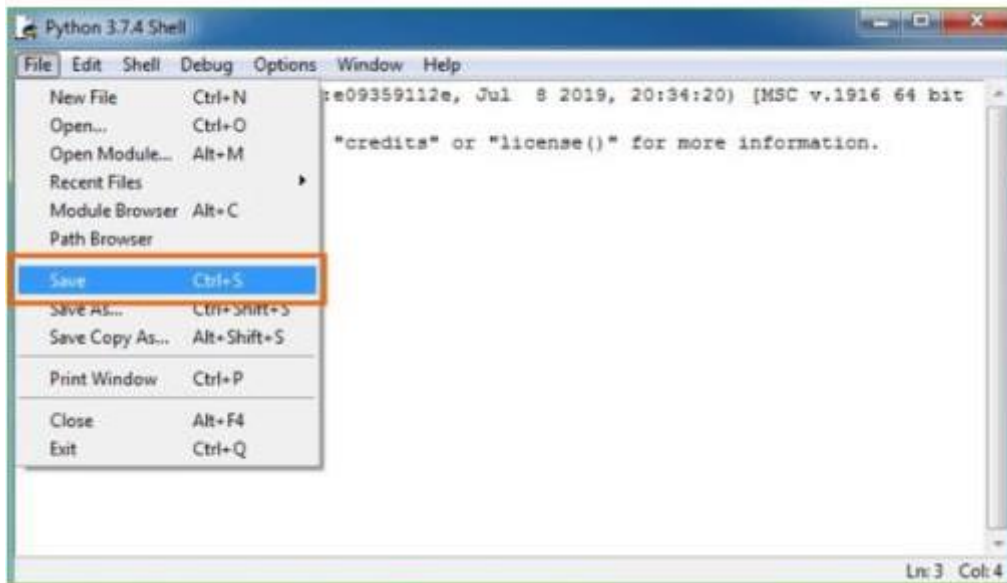 Python 3.7.4 Shell
File Edit Shell Debug Options Window Help
New File Ctrl+N
:e09359112e, Jul 8 2019, 20:34:20) [MSC v.1916 64 bit
Open... Ctrl+O
Open Module... Alt+M
"credits" or "license()" for more information.
Recent Files
Module Browser Alt+C
Path Browser
Save Ctrl+S
Save As... Ctrl+Shift+S
Save Copy As... Alt+Shift+S
Print Window Ctrl+P
Close Alt+F4
Exit Ctrl+Q
Ln: 3 Col: 4